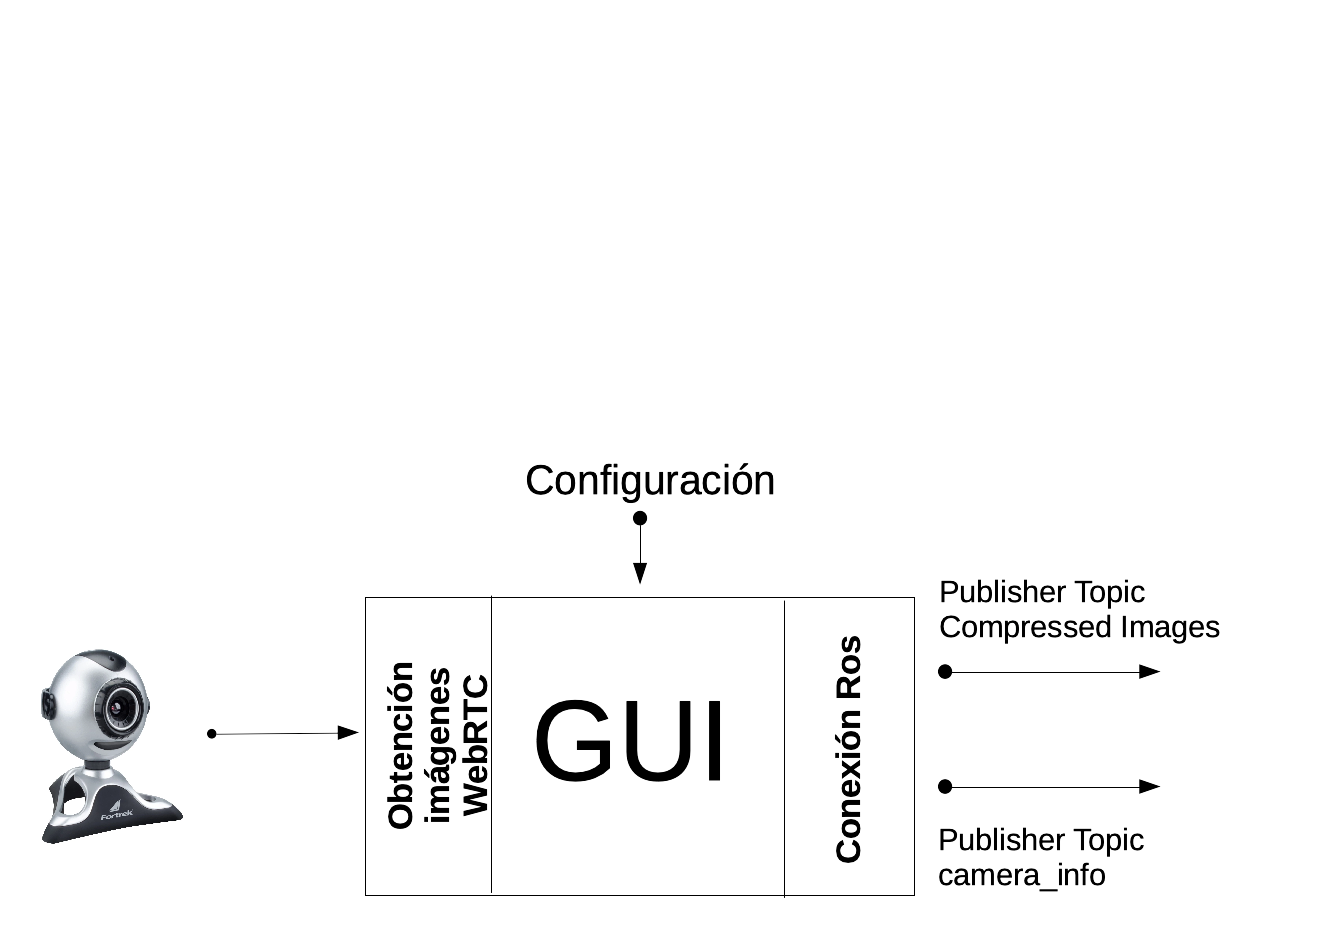 Configuración
Publisher Topic
Compressed Images
Obtención
imágenes
WebRTC
GUI
Conexión Ros
Fortrek
Publisher Topic
camera_info